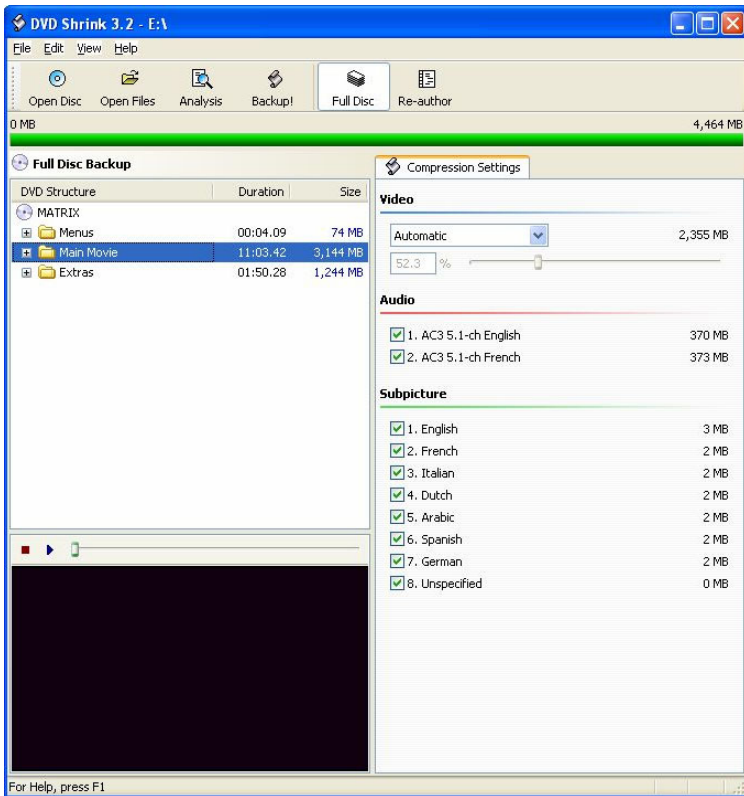 DVD Shrink 3.2 - E:\
File Edit View Help
Open Disc Open Files Analysis Backup! Full Disc Re-author
0 MB 4,464 MB
Full Disc Backup
DVD Structure Duration Size
MATRIX
Menus 00:04.09 74 MB
Main Movie 11:03.42 3,144 MB
Extras 01:50.28 1,244 MB
Compression Settings
Video
Automatic 2,355 MB
52.3 %
Audio
1. AC3 5.1-ch English 370 MB
2. AC3 5.1-ch French 373 MB
Subpicture
1. English 3 MB
2. French 2 MB
3. Italian 2 MB
4. Dutch 2 MB
5. Arabic 2 MB
6. Spanish 2 MB
7. German 2 MB
8. Unspecified 0 MB
For Help, press F1